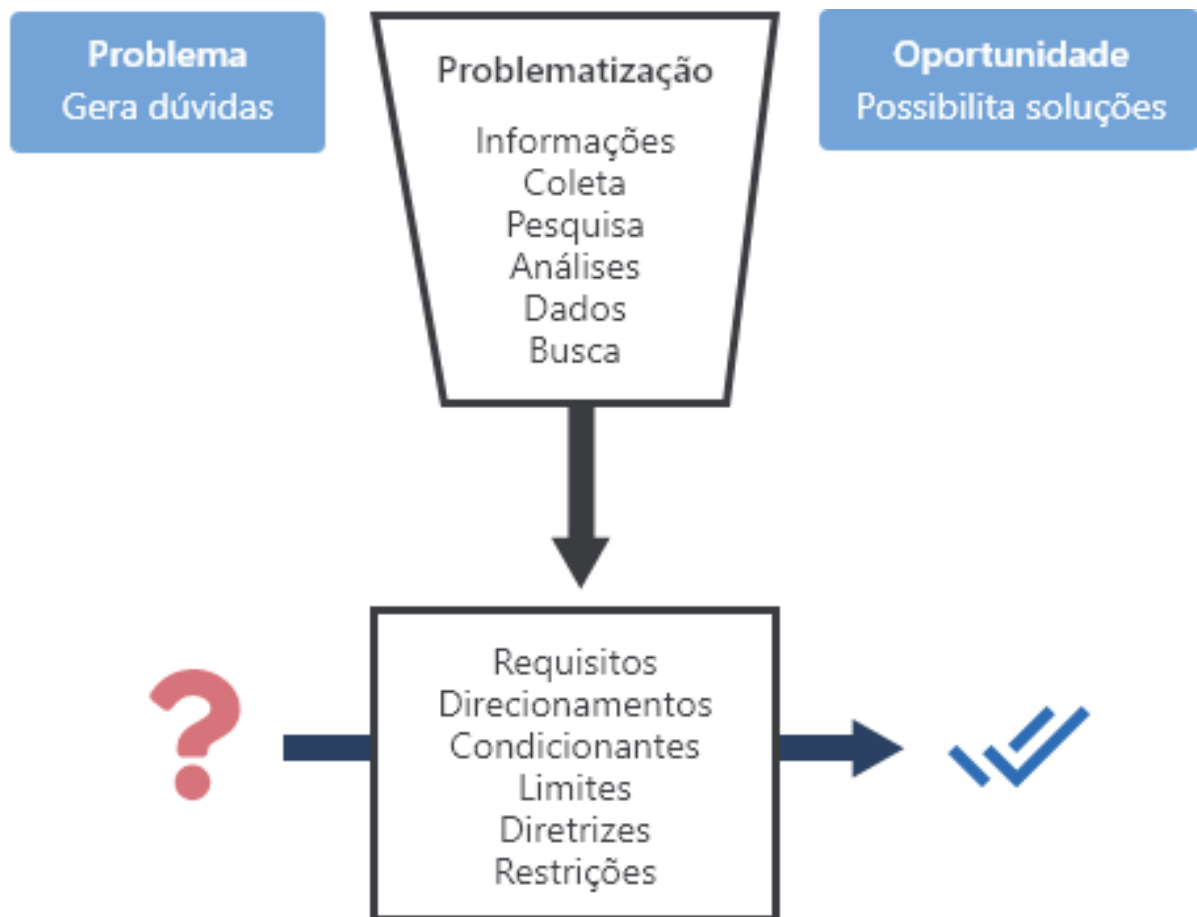 Problema
Gera dúvidas
Problematização
Informações
Coleta
Pesquisa
Análises
Dados
Busca
Oportunidade
Possibilita soluções
?
Requisitos
Direcionamentos
Condicionantes
Limites
Diretrizes
Restrições